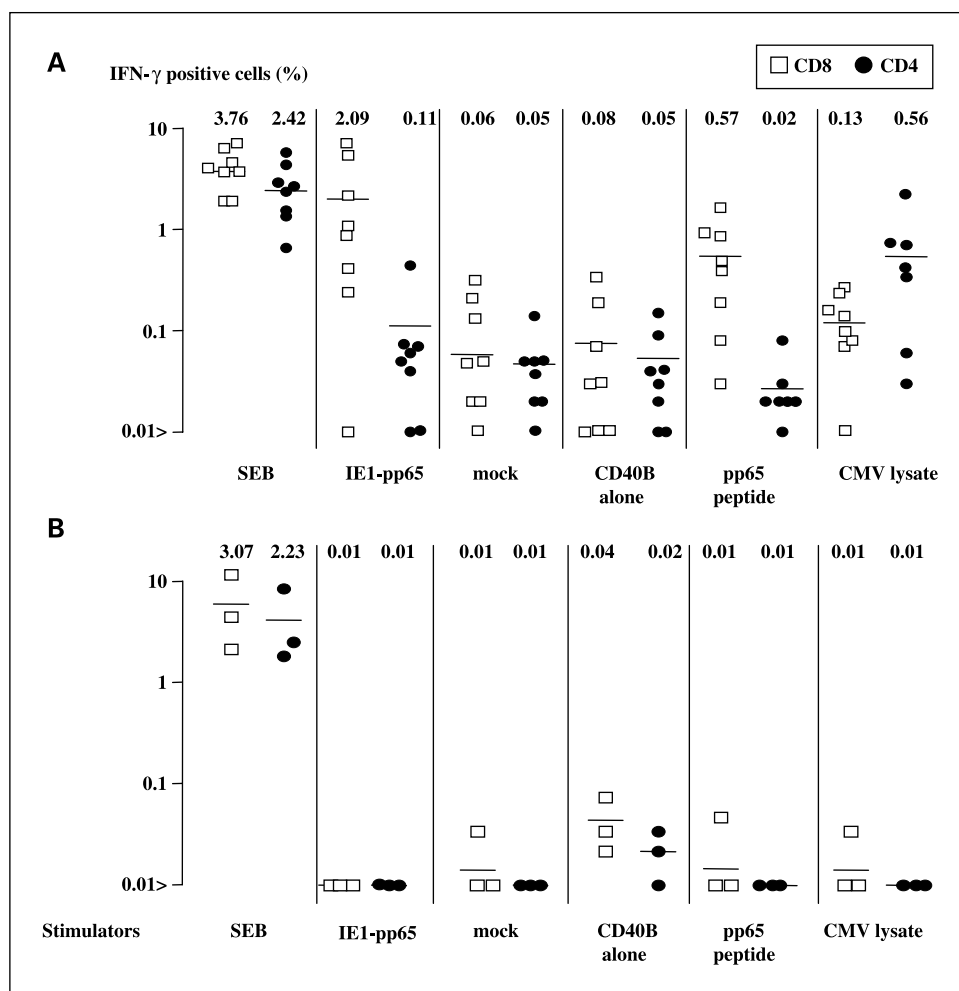 A
IFN-γ positive cells (%)
CD8 CD4
3.76 2.42 2.09 0.11 0.06 0.05 0.08 0.05 0.57 0.02 0.13 0.56
10
1
0.1
0.01>
SEB IE1-pp65 mock CD40B pp65 CMV lysate
alone peptide
B
3.07 2.23 0.01 0.01 0.01 0.01 0.04 0.02 0.01 0.01 0.01 0.01
10
1
0.1
0.01>
Stimulators SEB IE1-pp65 mock CD40B pp65 CMV lysate
alone peptide